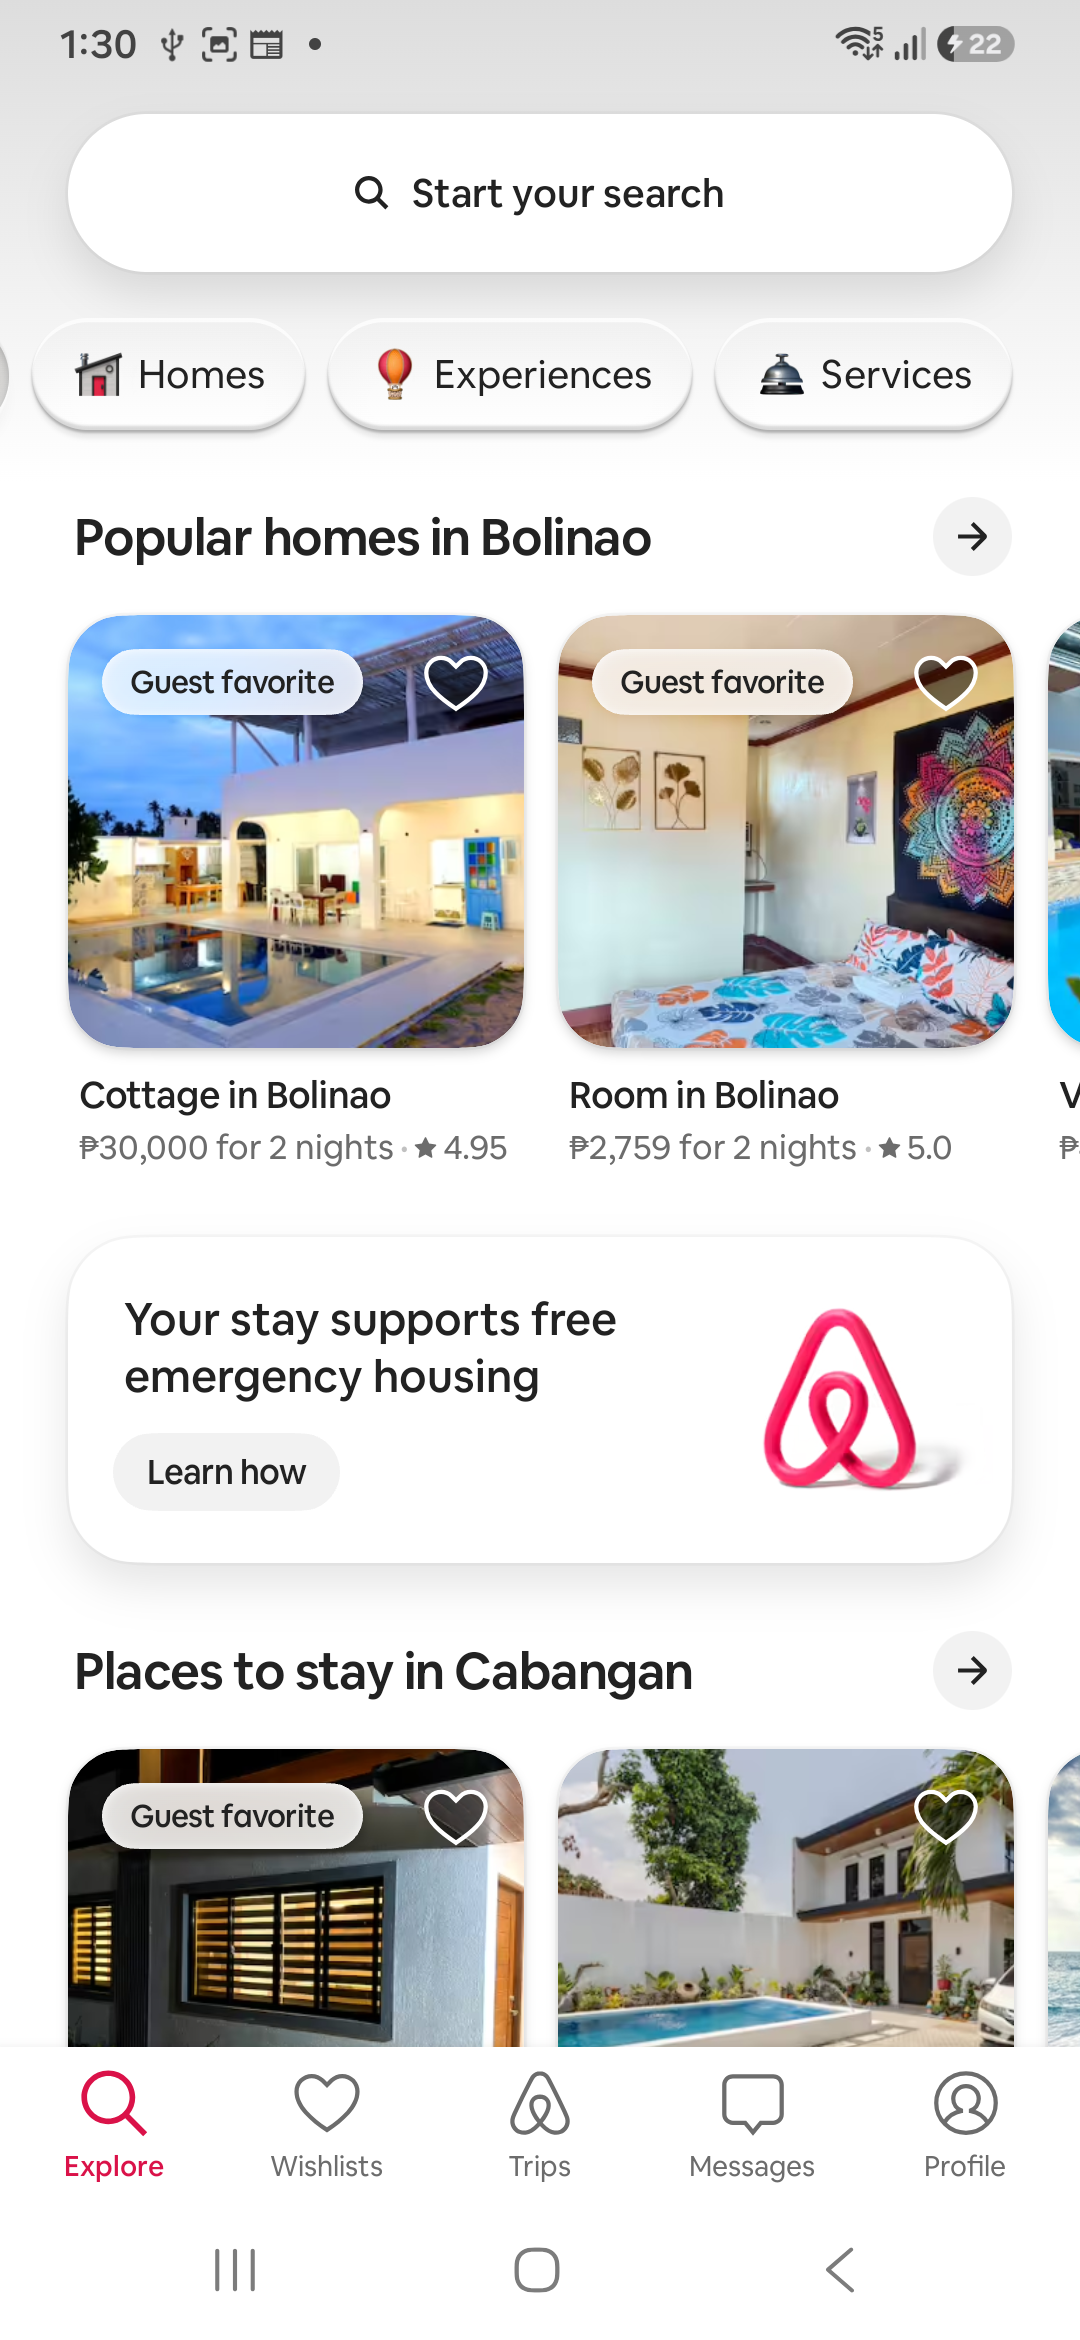 1:30
5
22
Start your search
Homes
Experiences
Services
Popular homes in Bolinao
Guest favorite
Guest favorite
Cottage in Bolinao
₱30,000 for 2 nights · ★ 4.95
Room in Bolinao
₱2,759 for 2 nights · ★ 5.0
V
₱
Your stay supports free
emergency housing
Learn how
Places to stay in Cabangan
Guest favorite
Explore
Wishlists
Trips
Messages
Profile